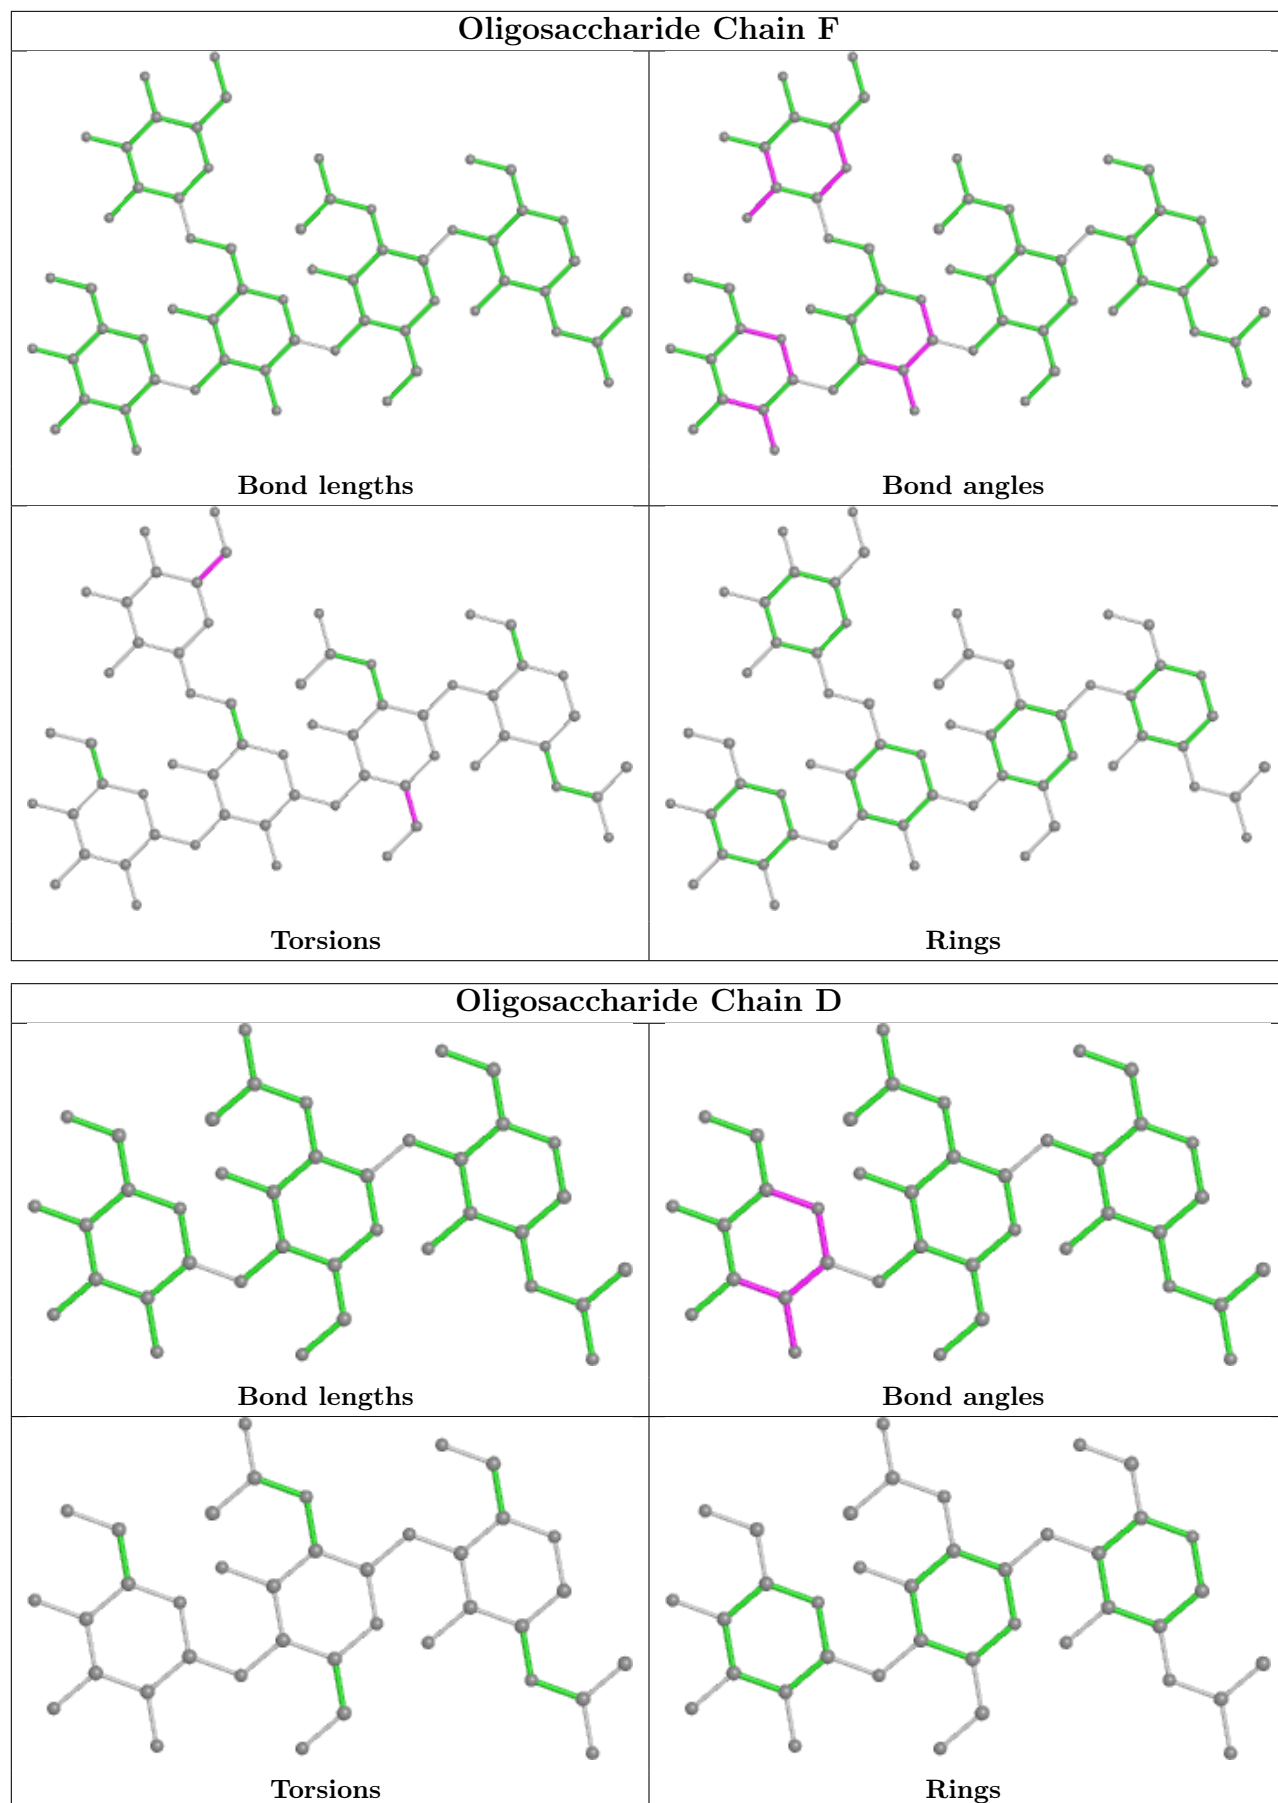 Oligosaccharide Chain F
Bond lengths
Bond angles
Torsions
Rings
Oligosaccharide Chain D
Bond lengths
Bond angles
Torsions
Rings